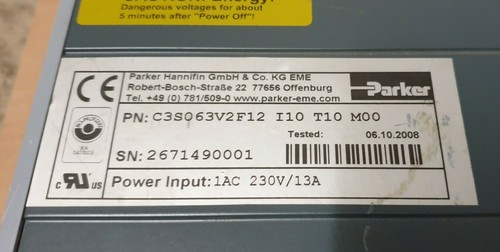 Dangerous voltages for about
5 minutes after "Power Off"!
Parker Hannifin GmbH & Co. KG EME
Robert-Bosch-Straße 22 77656 Offenburg
Tel. +49 (0) 781/509-0 www.parker-eme.com
Parker
PN: C3S063V2F12 I10 T10 M00
Tested: 06.10.2008
SN: 2671490001
Power Input: 1AC 230V/13A